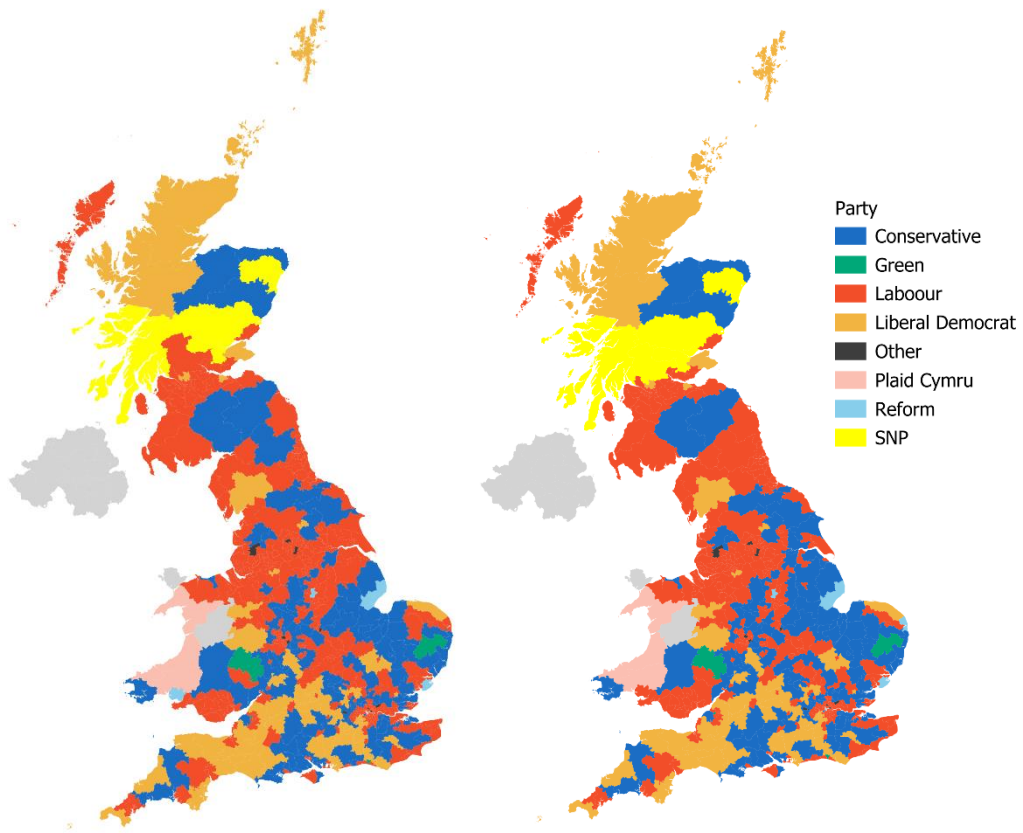 Party
Conservative
Green
Laboour
Liberal Democrat
Other
Plaid Cymru
Reform
SNP